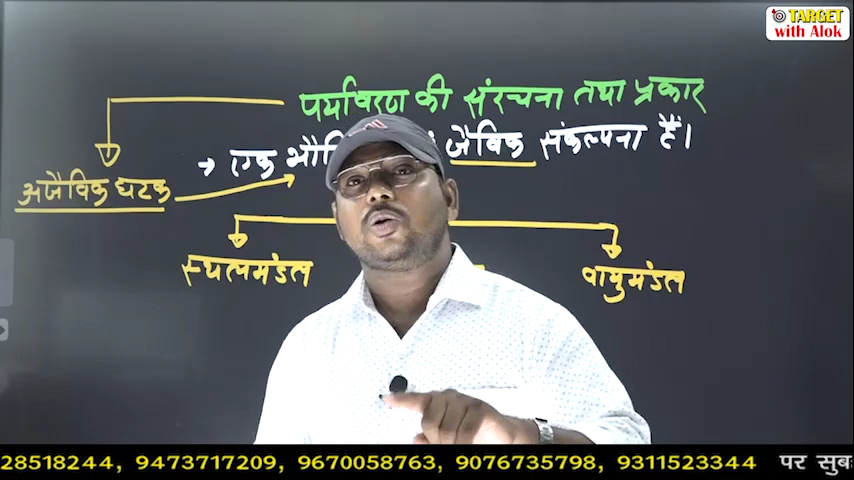 TARGET
with Alok
पर्यावरण की संरचना तथा प्रकार
→ एक जैविक संकल्पना है।
अजैविक घटक
स्थलमंडल वायुमंडल
28518244, 9473717209, 9670058763, 9076735798, 9311523344 पर सुब